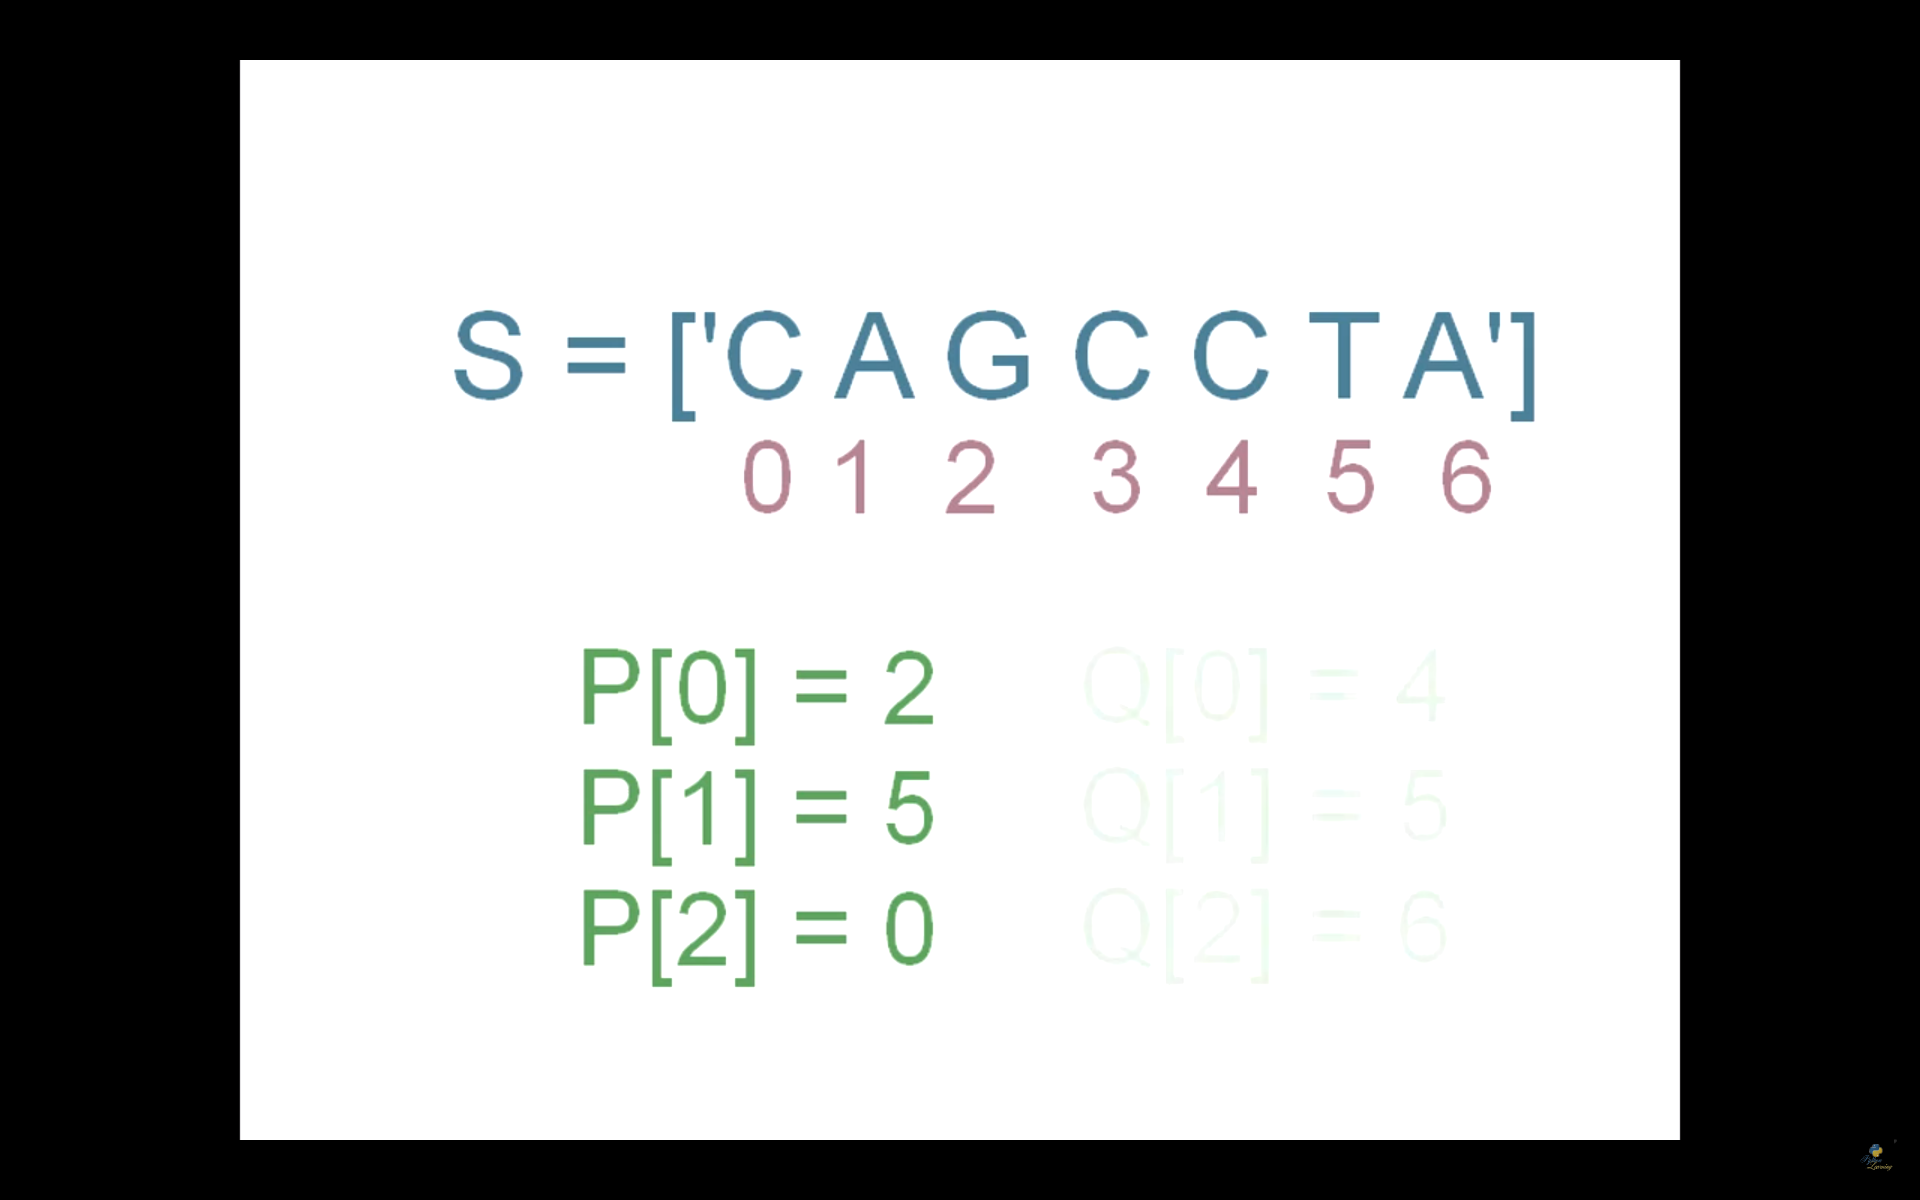 S = ['C A G C C T A']
0 1 2 3 4 5 6
P[0] = 2 Q[0] = 4
P[1] = 5 Q[1] = 5
P[2] = 0 Q[2] = 6